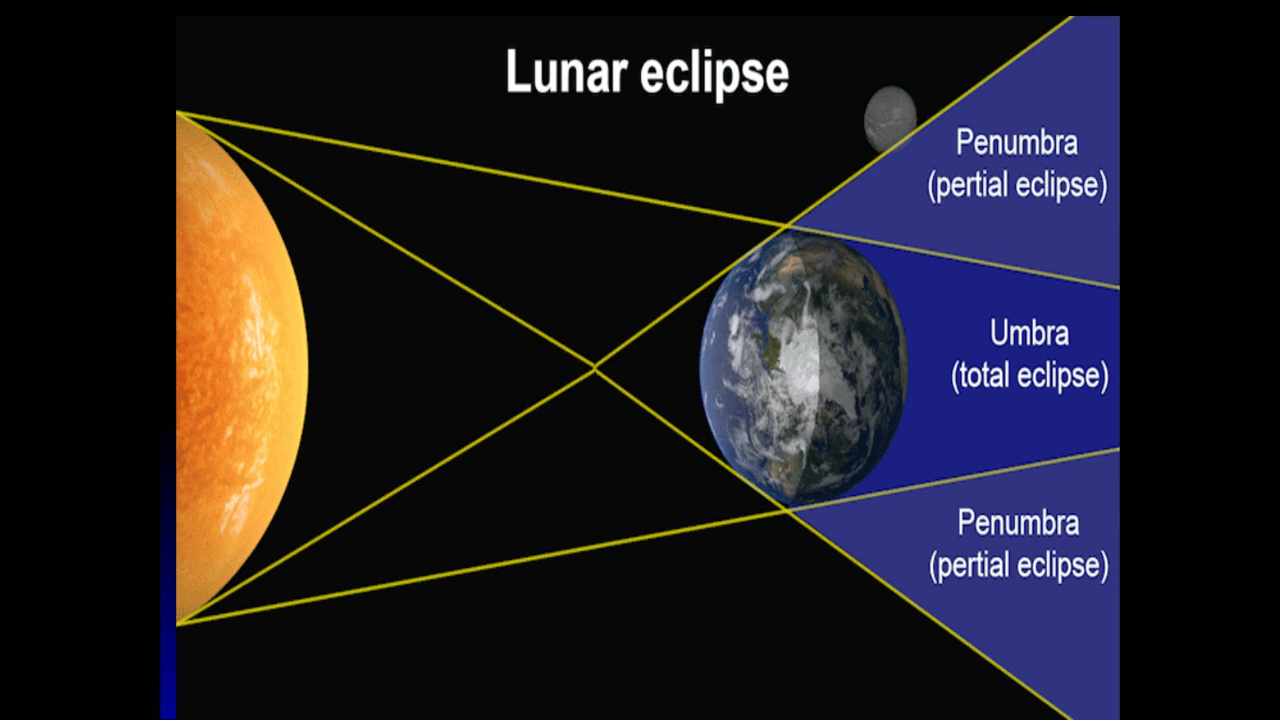 Lunar eclipse
Penumbra
(pertial eclipse)
Umbra
(total eclipse)
Penumbra
(pertial eclipse)